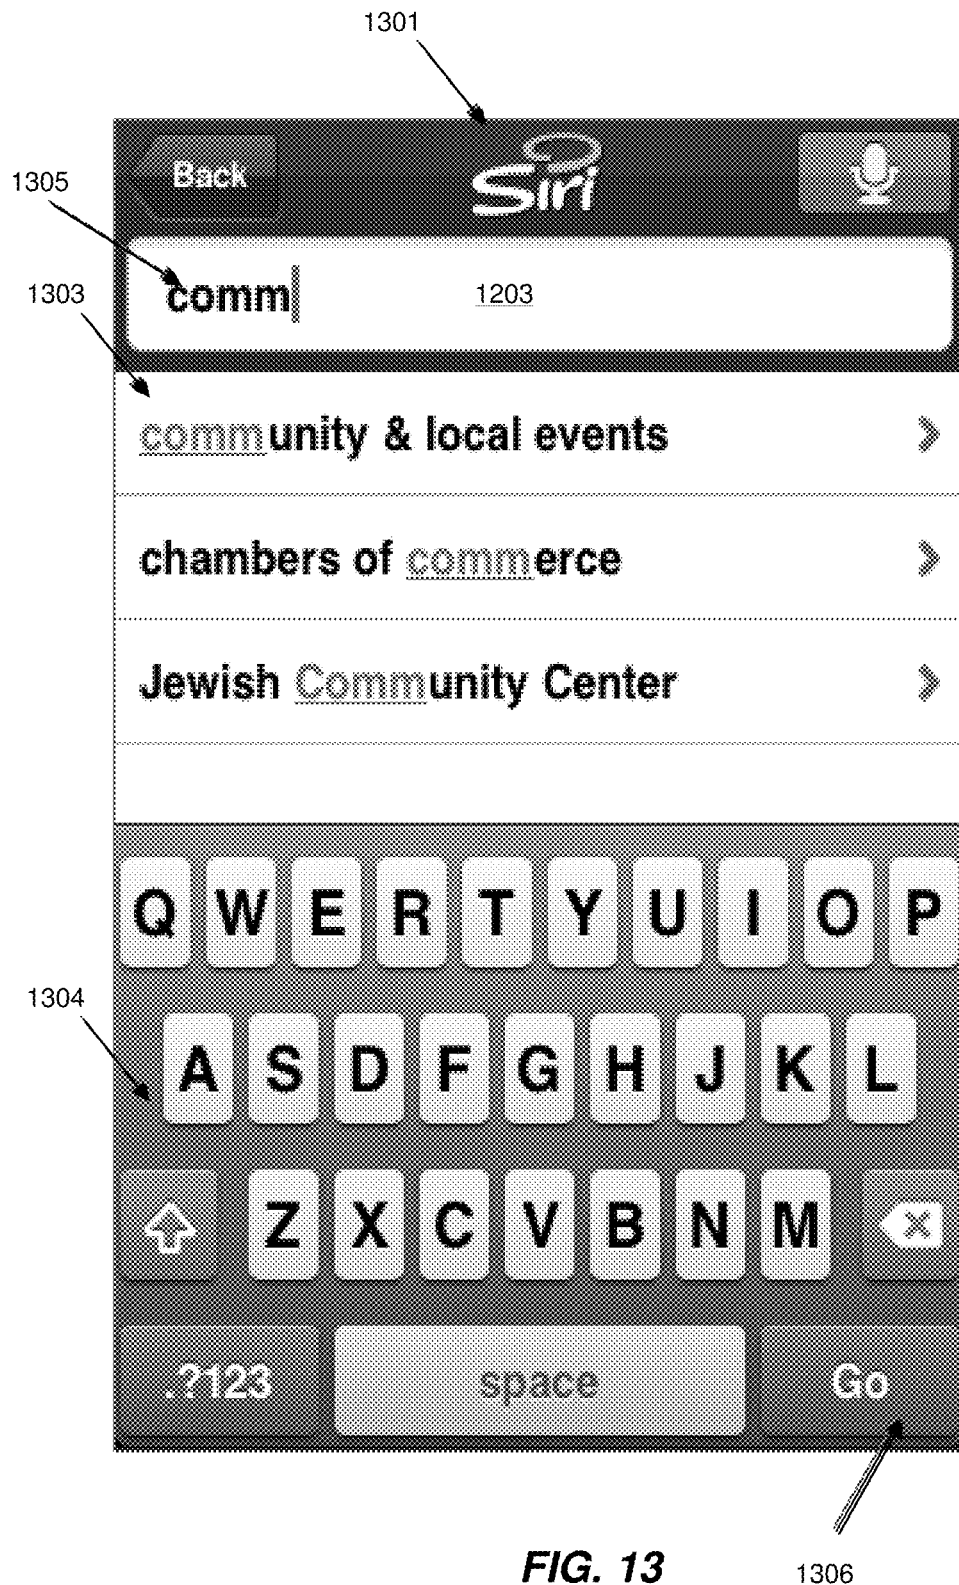 1301
Back Siri
1305
comm 1203
1303
community & local events
chambers of commerce
Jewish Community Center
Q W E R T Y U I O P
1304
A S D F G H J K L
Z X C V B N M
.?123 space Go
FIG. 13 1306